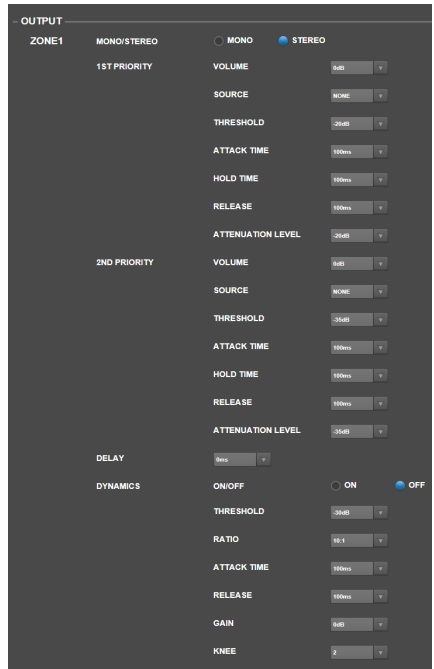 OUTPUT
ZONE1 MONO/STEREO MONO STEREO
1ST PRIORITY VOLUME 0dB
SOURCE NONE
THRESHOLD -20dB
ATTACK TIME 100ms
HOLD TIME 100ms
RELEASE 100ms
ATTENUATION LEVEL -20dB
2ND PRIORITY VOLUME 0dB
SOURCE NONE
THRESHOLD -35dB
ATTACK TIME 100ms
HOLD TIME 100ms
RELEASE 100ms
ATTENUATION LEVEL -35dB
DELAY 0ms
DYNAMICS ON/OFF ON OFF
THRESHOLD -30dB
RATIO 10:1
ATTACK TIME 100ms
RELEASE 100ms
GAIN 0dB
KNEE 2